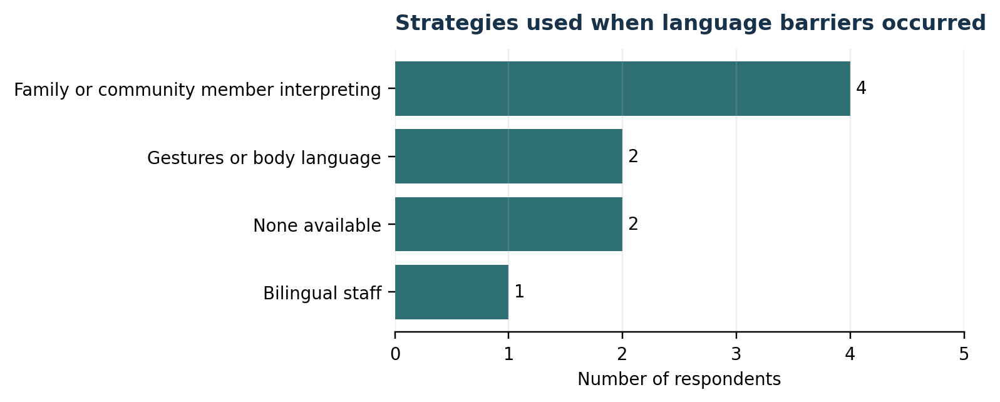 Strategies used when language barriers occurred
Family or community member interpreting
4
Gestures or body language
2
None available
2
Bilingual staff
1
0 1 2 3 4 5
Number of respondents